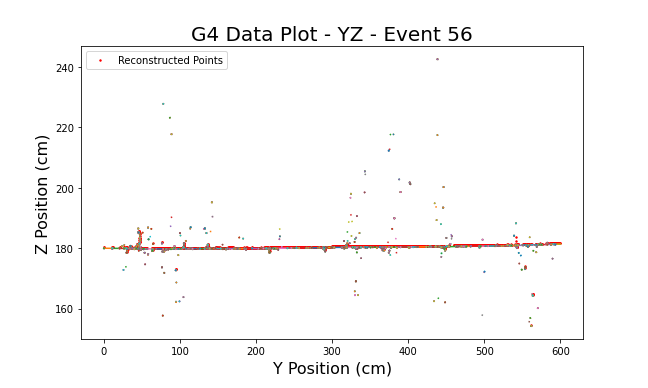 G4 Data Plot - YZ - Event 56
Reconstructed Points
240
220
200
180
160
Z Position (cm)
0 100 200 300 400 500 600
Y Position (cm)